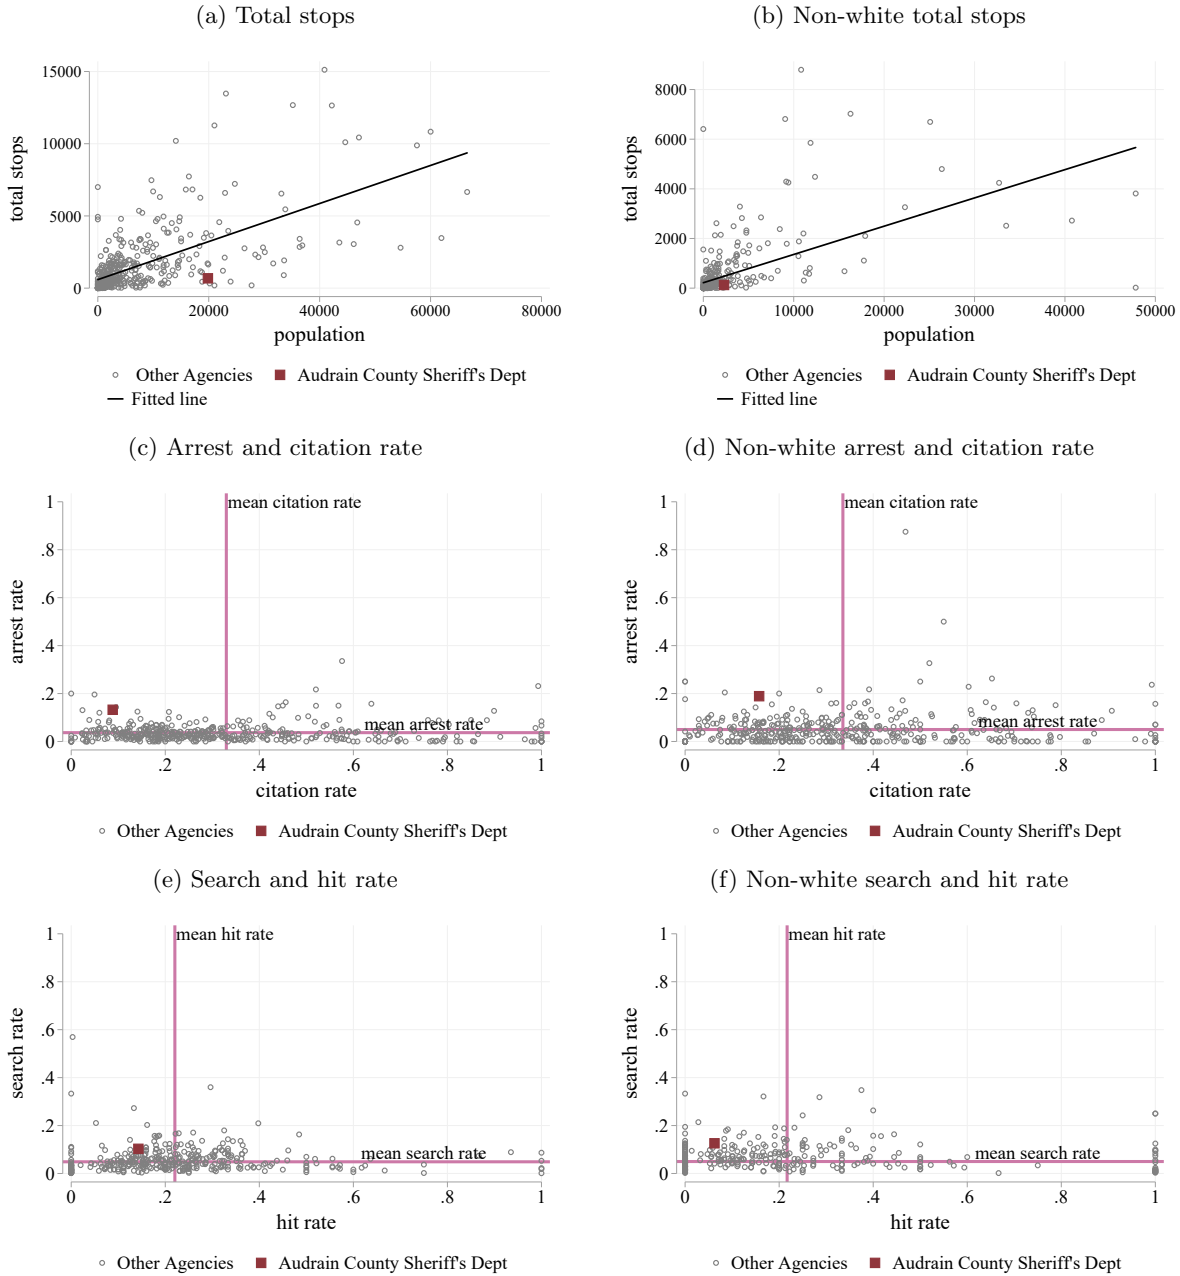 (a) Total stops
(b) Non-white total stops
total stops
15000
10000
5000
0
0 20000 40000 60000 80000
population
Other Agencies Audrain County Sheriff's Dept
Fitted line
total stops
8000
6000
4000
2000
0
0 10000 20000 30000 40000 50000
population
Other Agencies Audrain County Sheriff's Dept
Fitted line
(c) Arrest and citation rate
(d) Non-white arrest and citation rate
arrest rate
1
.8
.6
.4
.2
0
mean citation rate
mean arrest rate
0 .2 .4 .6 .8 1
citation rate
Other Agencies Audrain County Sheriff's Dept
arrest rate
1
.8
.6
.4
.2
0
mean citation rate
mean arrest rate
0 .2 .4 .6 .8 1
citation rate
Other Agencies Audrain County Sheriff's Dept
(e) Search and hit rate
(f) Non-white search and hit rate
search rate
1
.8
.6
.4
.2
0
mean hit rate
mean search rate
0 .2 .4 .6 .8 1
hit rate
Other Agencies Audrain County Sheriff's Dept
search rate
1
.8
.6
.4
.2
0
mean hit rate
mean search rate
0 .2 .4 .6 .8 1
hit rate
Other Agencies Audrain County Sheriff's Dept